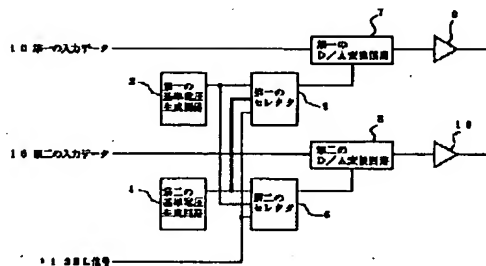 7
9
10 第一の入力データ
第一の
D/A変換回路
2
第一の
基準電圧
生成回路
第一の
セレクタ
5
8
10
16 第二の入力データ
第二の
D/A変換回路
4
第二の
基準電圧
生成回路
第二の
セレクタ
6
SEL信号